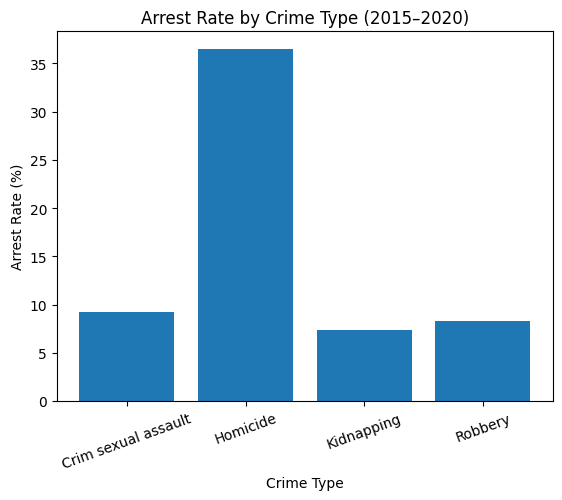 Arrest Rate by Crime Type (2015–2020)
Arrest Rate (%)
35
30
25
20
15
10
5
0
Crim sexual assault
Homicide
Kidnapping
Robbery
Crime Type